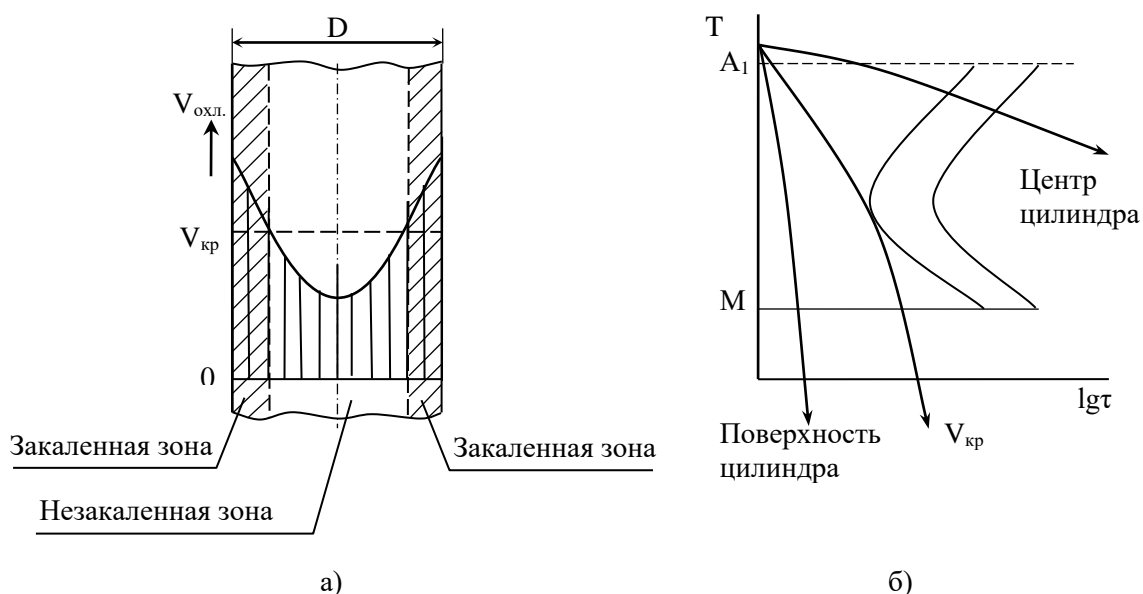 D
Vохл.
Vкр
0
Закаленная зона
Закаленная зона
Незакаленная зона
а)
T
A1
M
Центр
цилиндра
lgτ
Поверхность
цилиндра
Vкр
б)